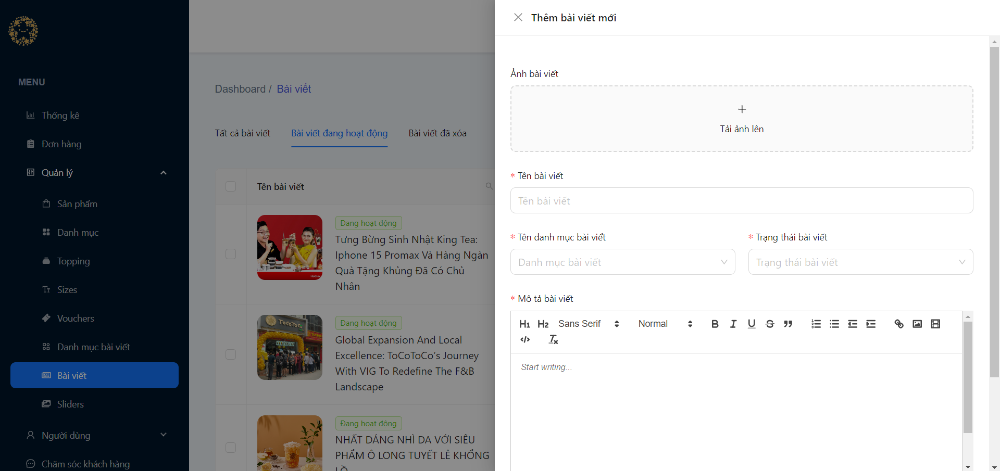 MENU
Thống kê
Đơn hàng
Quản lý
Sản phẩm
Danh mục
Topping
Sizes
Vouchers
Danh mục bài viết
Bài viết
Sliders
Người dùng
Chăm sóc khách hàng
Dashboard / Bài viết
Tất cả bài viết
Bài viết đang hoạt động
Bài viết đã xóa
Tên bài viết
Hotline
Đang hoạt động
Tưng Bừng Sinh Nhật King Tea:
Iphone 15 Promax Và Hàng Ngàn
Quà Tặng Khủng Đã Có Chủ
Nhân
ToCoToCo
Đang hoạt động
Global Expansion And Local
Excellence: ToCoToCo’s Journey
With VIG To Redefine The F&B
Landscape
Đang hoạt động
NHẤT DÁNG NHÌ DA VỚI SIÊU
PHẨM Ô LONG TUYẾT LÊ KHỔNG
LỒ
Thêm bài viết mới
Ảnh bài viết
Tải ảnh lên
* Tên bài viết
Tên bài viết
* Tên danh mục bài viểt
Danh mục bài viết
* Trạng thái bài viết
Trạng thái bài viết
* Mô tả bài viết
H1 H2 Sans Serif Normal B I U S
Start writing...